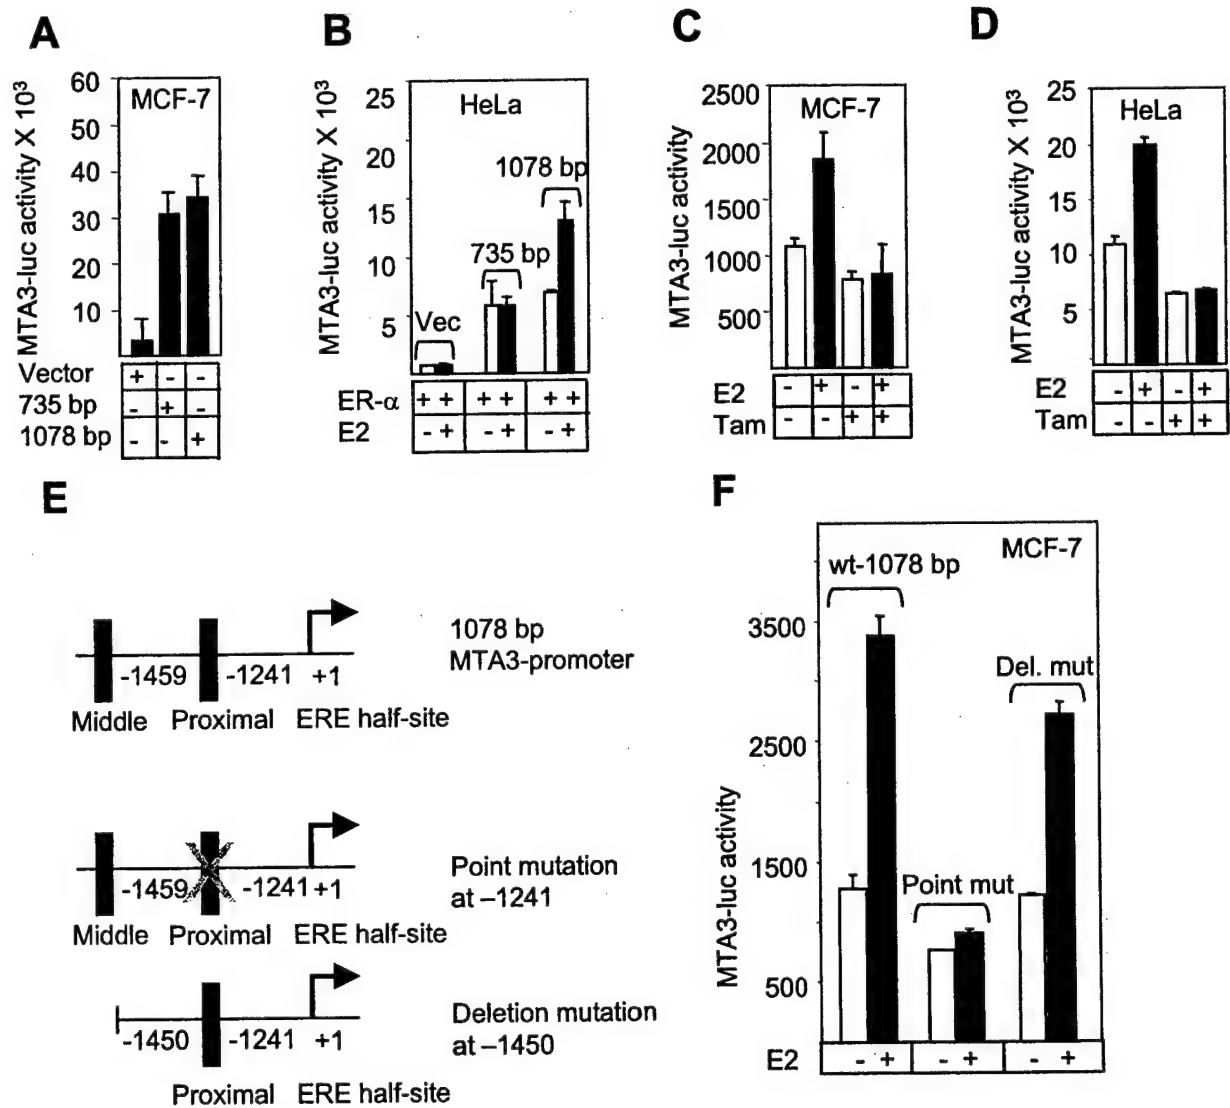 A
MTA3-luc activity X 10³
60
50
40
30
20
10
MCF-7
Vector + - -
735 bp - + -
1078 bp - - +
B
MTA3-luc activity X 10³
25
20
15
10
5
HeLa
1078 bp
735 bp
Vec
ER-α + + + + + +
E2 - + - + - +
C
MTA3-luc activity
2500
2000
1500
1000
500
MCF-7
E2 - + - +
Tam - - + +
D
MTA3-luc activity X 10³
25
20
15
10
5
HeLa
E2 - + - +
Tam - - + +
E
-1459 -1241 +1
Middle Proximal ERE half-site
1078 bp
MTA3-promoter
-1459 -1241 +1
Middle Proximal ERE half-site
Point mutation
at –1241
-1450 -1241 +1
Proximal ERE half-site
Deletion mutation
at –1450
F
MTA3-luc activity
3500
2500
1500
500
MCF-7
wt-1078 bp
Del. mut
Point mut
E2 - + - + - +